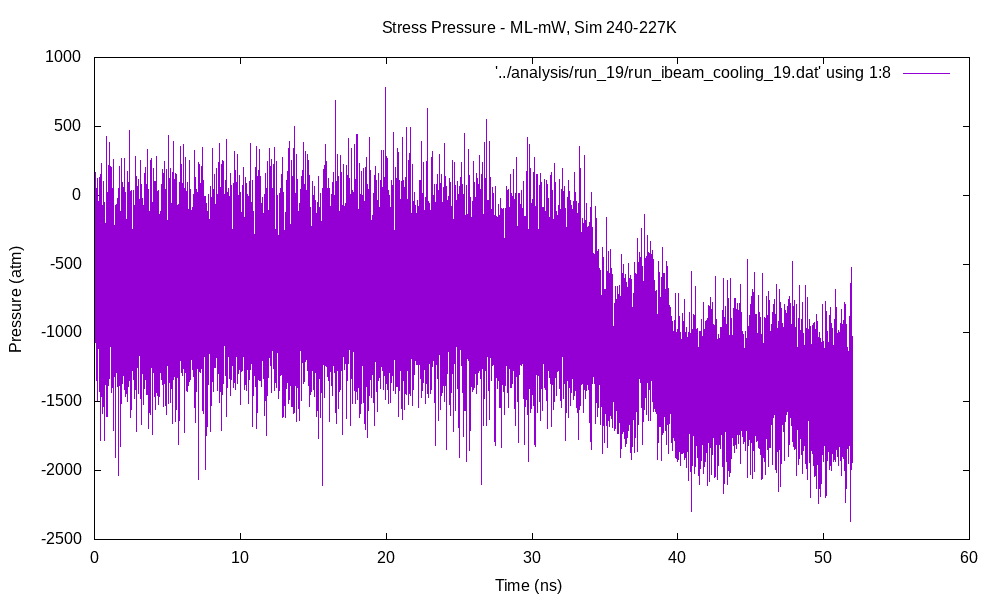 Stress Pressure - ML-mW, Sim 240-227K
'../analysis/run_19/run_ibeam_cooling_19.dat' using 1:8
1000
500
0
-500
-1000
-1500
-2000
-2500
Pressure (atm)
0 10 20 30 40 50 60
Time (ns)